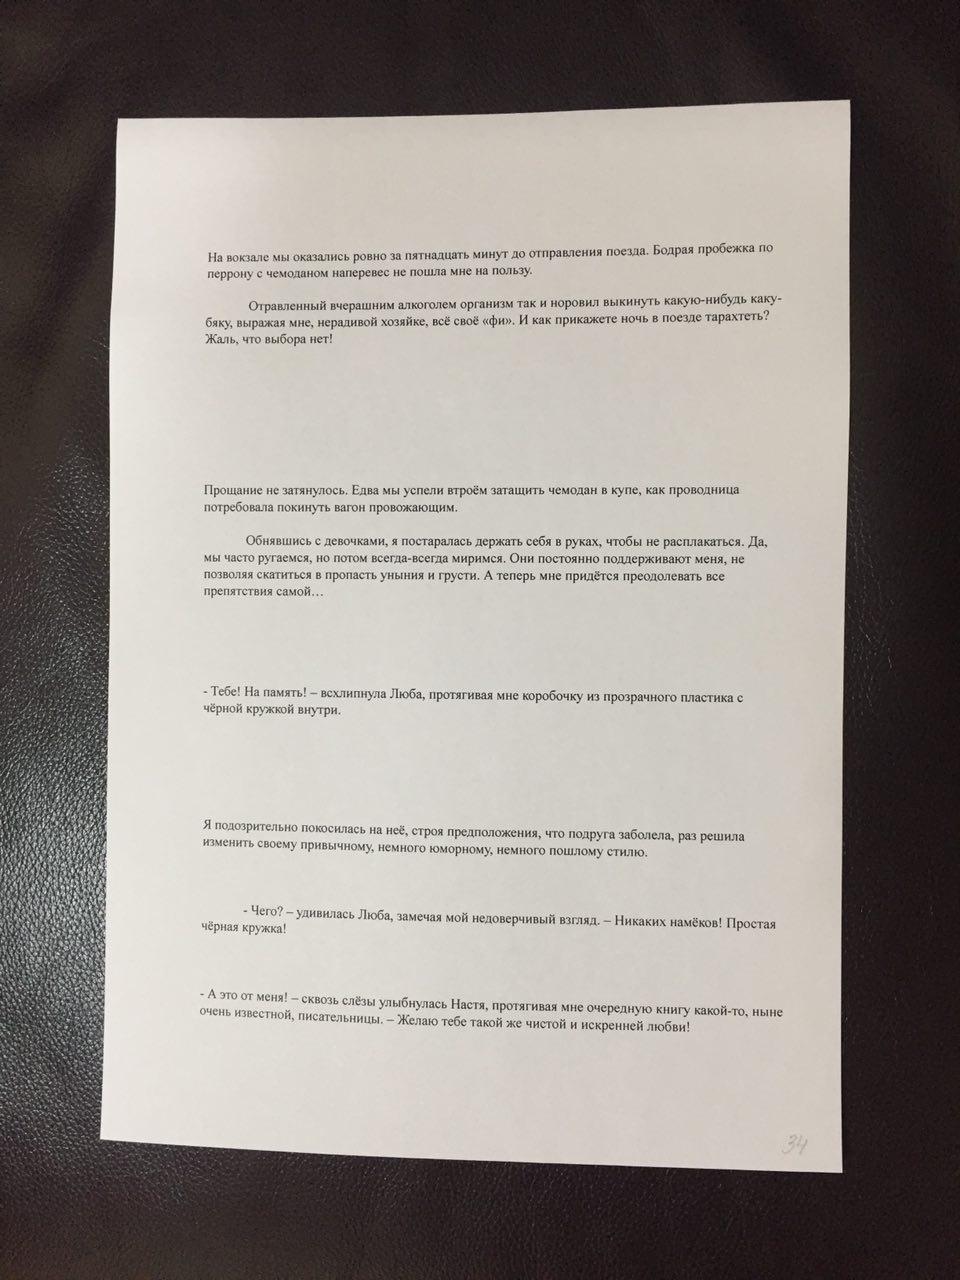 На вокзале мы оказались ровно за пятнадцать минут до отправления поезда. Бодрая пробежка по
перрону с чемоданом наперевес не пошла мне на пользу.
Отравленный вчерашним алкоголем организм так и норовил выкинуть какую-нибудь каку-
бяку, выражая мне, нерадивой хозяйке, всё своё «фи». И как прикажете ночь в поезде тарахтеть?
Жаль, что выбора нет!
Прощание не затянулось. Едва мы успели втроём затащить чемодан в купе, как проводница
потребовала покинуть вагон провожающим.
Обнявшись с девочками, я постаралась держать себя в руках, чтобы не расплакаться. Да,
мы часто ругаемся, но потом всегда-всегда миримся. Они постоянно поддерживают меня, не
позволяя скатиться в пропасть уныния и грусти. А теперь мне придётся преодолевать все
препятствия самой…
- Тебе! На память! – всхлипнула Люба, протягивая мне коробочку из прозрачного пластика с
чёрной кружкой внутри.
Я подозрительно покосилась на неё, строя предположения, что подруга заболела, раз решила
изменить своему привычному, немного юморному, немного пошлому стилю.
- Чего? – удивилась Люба, замечая мой недоверчивый взгляд. – Никаких намёков! Простая
чёрная кружка!
- А это от меня! – сквозь слёзы улыбнулась Настя, протягивая мне очередную книгу какой-то, ныне
очень известной, писательницы. – Желаю тебе такой же чистой и искренней любви!
34